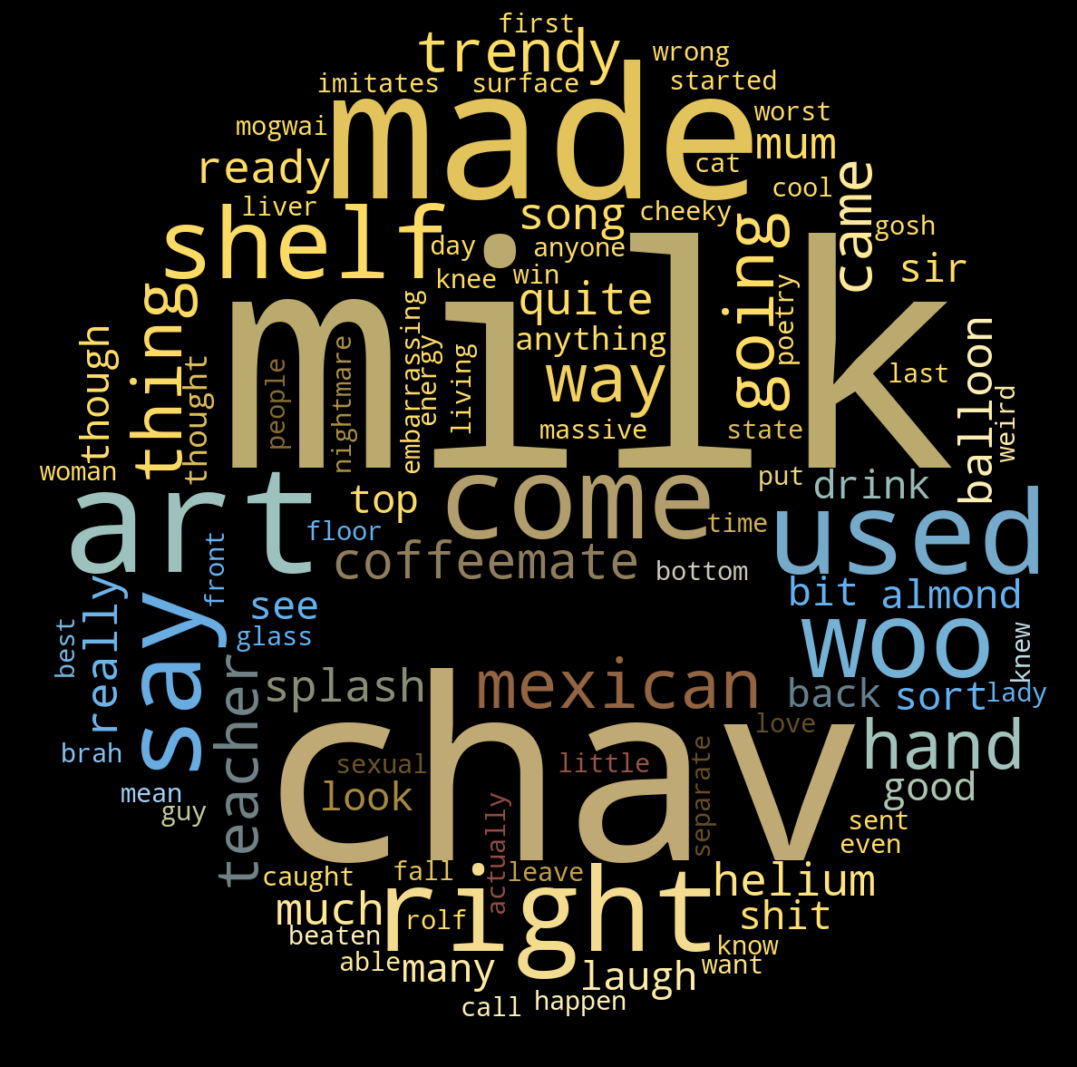 first
trendy
wrong
imitates
surface
started
made
worst
mogwai
mum
ready
cat
cool
liver
song
cheeky
came
gosh
shelf
day
anyone
sir
knee
win
going
thing
milk
quite
poetry
though
thought
people
nightmare
embarrassing
energy
living
anything
way
last
balloon
weird
massive
state
woman
art
top
come
put
drink
floor
time
used
front
coffeemate
bottom
bit
almond
see
say
really
best
glass
woo
knew
teacher
splash
mexican
back
sort
lady
brah
chav
love
hand
mean
guy
sexual
look
little
separate
good
actually
sent
even
caught
fall
leave
helium
much
right
rolf
shit
beaten
know
able
many
laugh
want
call
happen